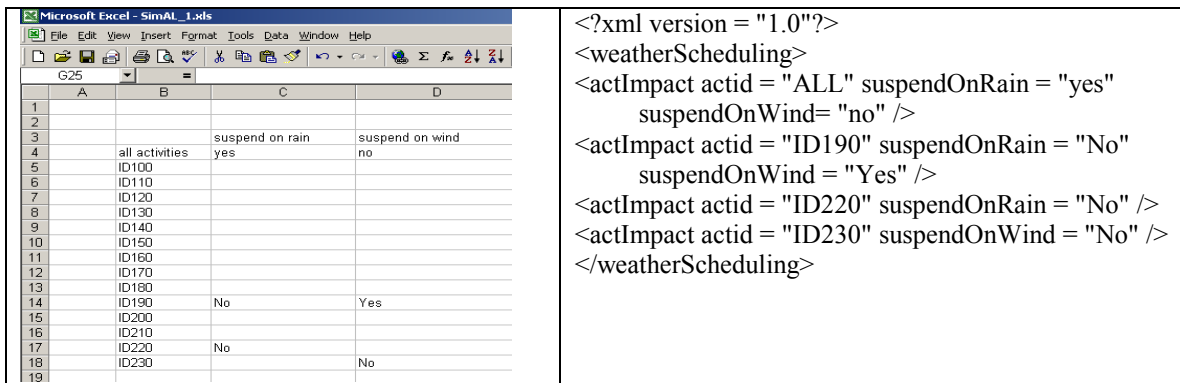 Microsoft Excel - SimAL_1.xls
File Edit View Insert Format Tools Data Window Help
G25 =
A B C D
1
2
3 suspend on rain suspend on wind
4 all activities yes no
5 ID100
6 ID110
7 ID120
8 ID130
9 ID140
10 ID150
11 ID160
12 ID170
13 ID180
14 ID190 No Yes
15 ID200
16 ID210
17 ID220 No
18 ID230 No
19
<?xml version = "1.0"?>
<weatherScheduling>
<actImpact actid = "ALL" suspendOnRain = "yes"
suspendOnWind= "no" />
<actImpact actid = "ID190" suspendOnRain = "No"
suspendOnWind = "Yes" />
<actImpact actid = "ID220" suspendOnRain = "No" />
<actImpact actid = "ID230" suspendOnWind = "No" />
</weatherScheduling>